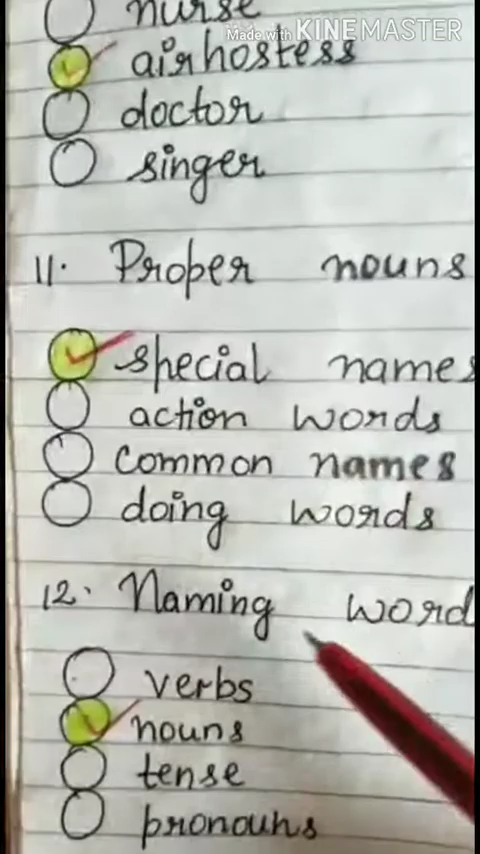 nurse
Made with KINEMASTER
airhostess
doctor
singer
11. Proper nouns
special names
action words
common names
doing words
12. Naming word
verbs
nouns
tense
pronouns